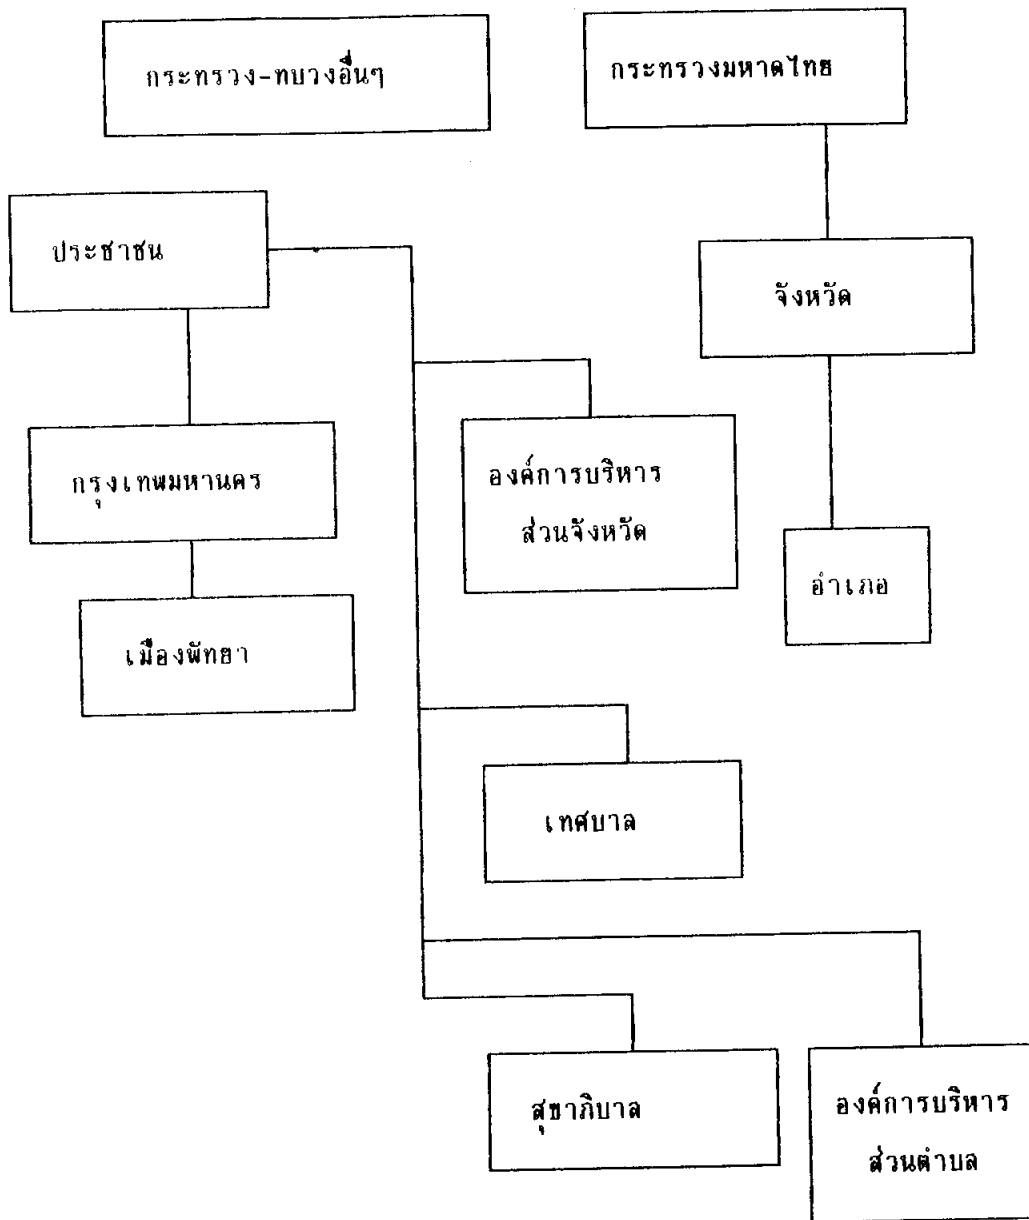 กระทรวง-ทบวงอื่นๆ
กระทรวงมหาดไทย
ประชาชน
จังหวัด
กรุงเทพมหานคร
องค์การบริหาร
ส่วนจังหวัด
อำเภอ
เมืองพัทยา
เทศบาล
สุขาภิบาล
องค์การบริหาร
ส่วนตำบล